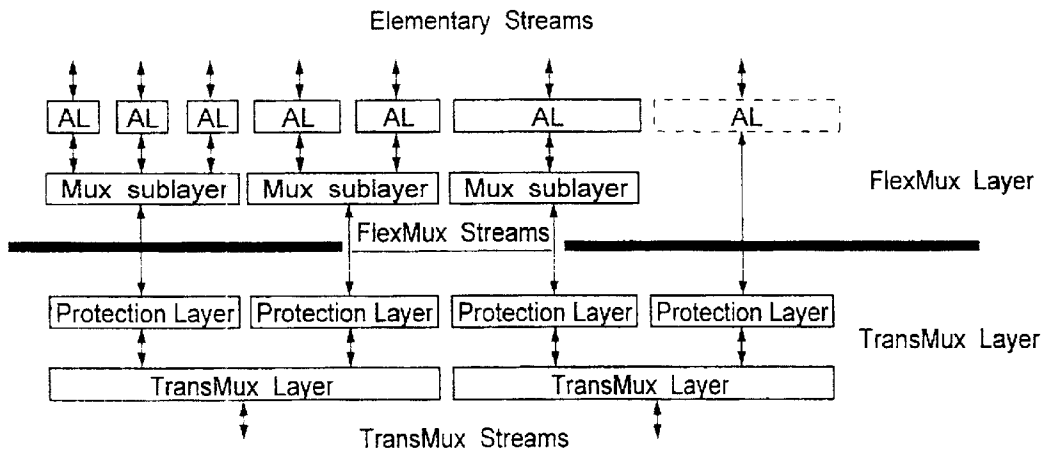 Elementary Streams
AL AL AL AL AL AL AL
Mux sublayer Mux sublayer Mux sublayer
FlexMux Layer
FlexMux Streams
Protection Layer Protection Layer Protection Layer Protection Layer
TransMux Layer
TransMux Layer TransMux Layer
TransMux Streams